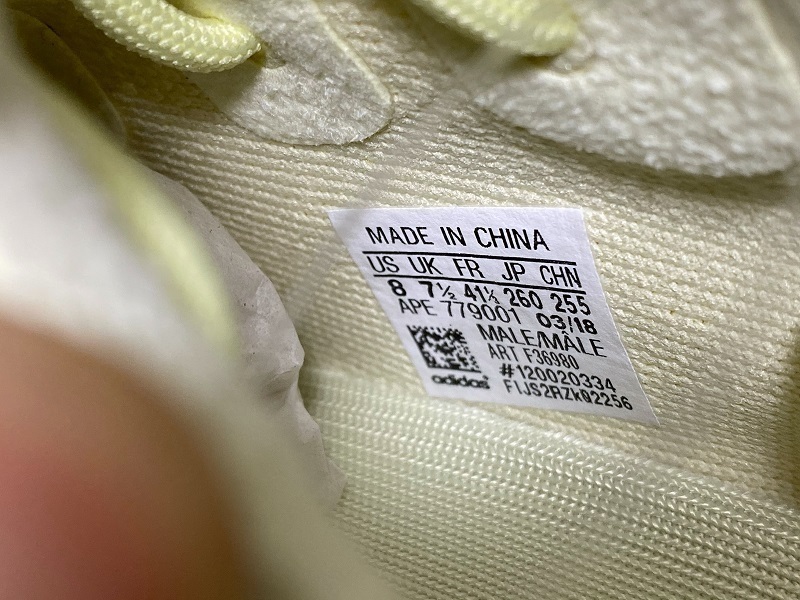 MADE IN CHINA
US UK FR JP CHN
8 7½ 41⅓ 260 255
APE 779001 03/18
MALE/MÂLE
ART F36980
#120020334
F1JS2RZk02256
adidas